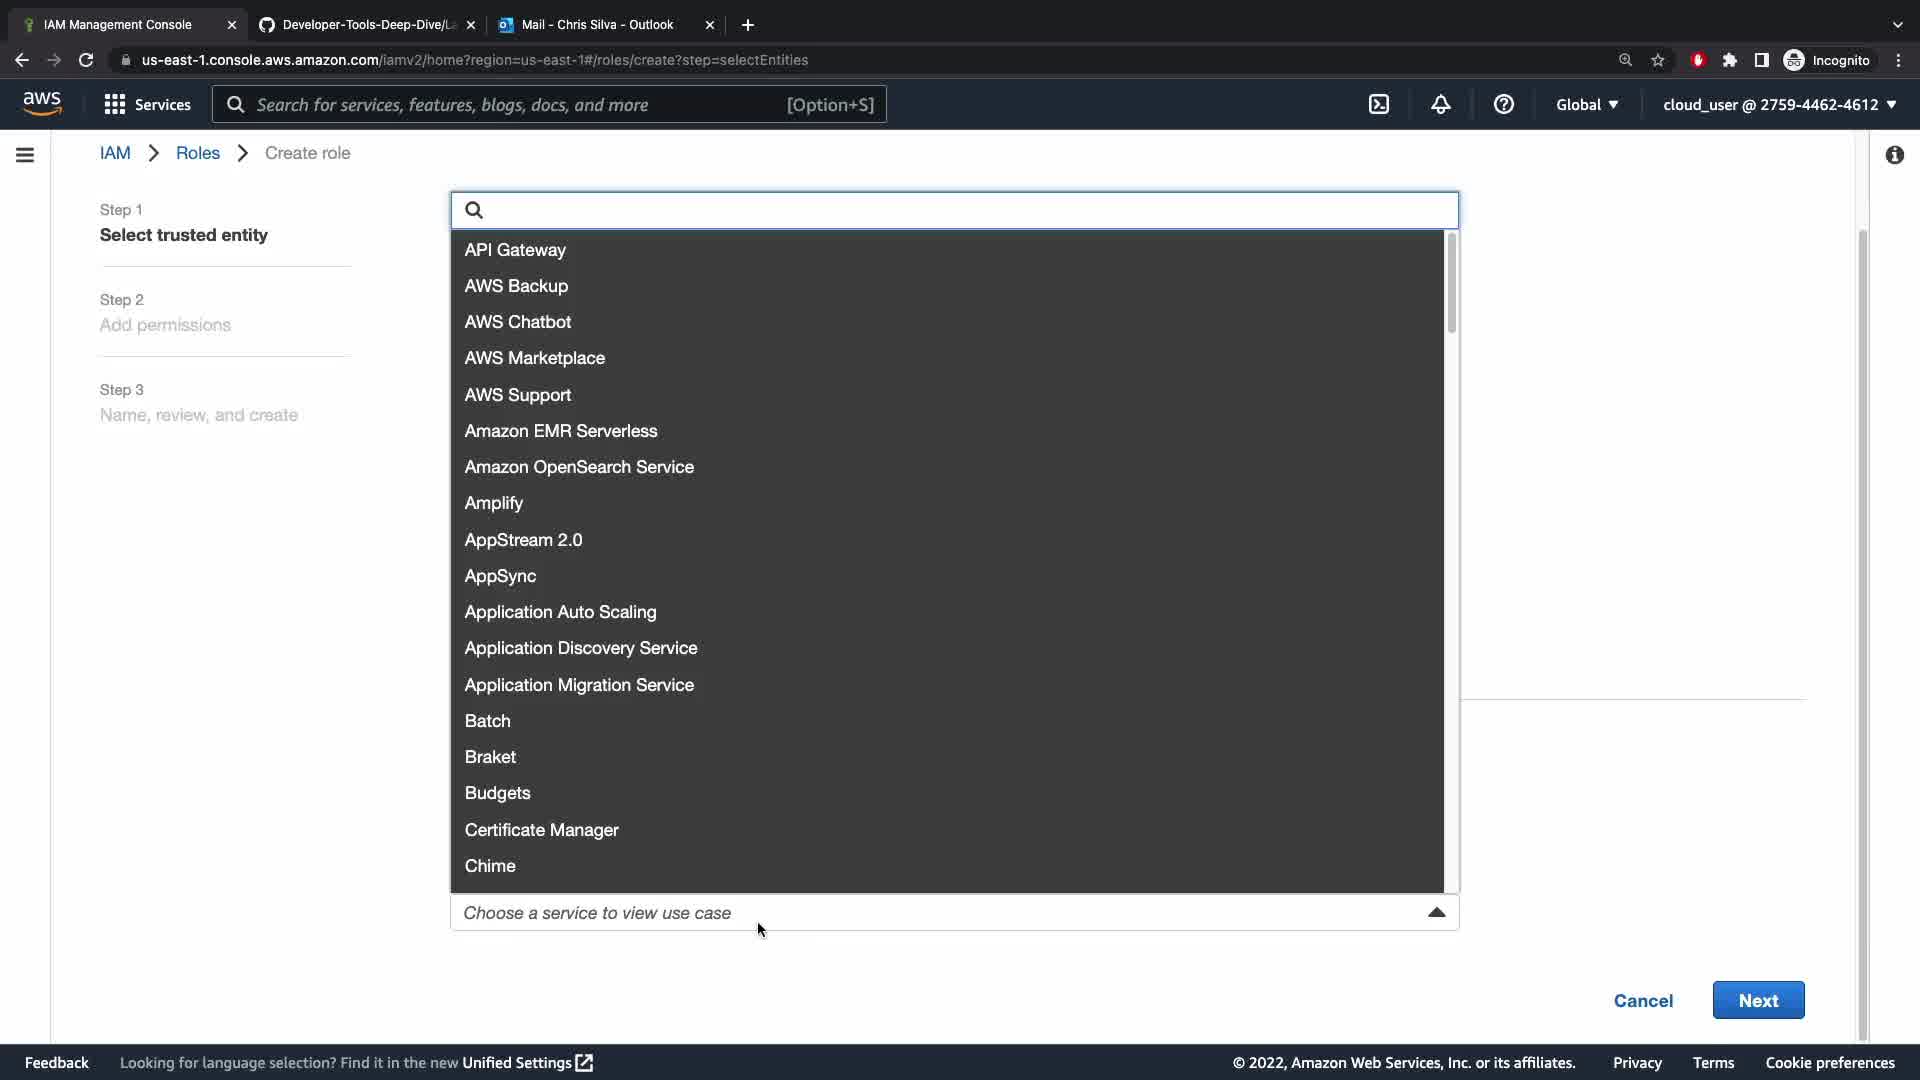 IAM Management Console
Developer-Tools-Deep-Dive/La
Mail - Chris Silva - Outlook
us-east-1.console.aws.amazon.com/iamv2/home?region=us-east-1#/roles/create?step=selectEntities
Incognito
aws
Services
Search for services, features, blogs, docs, and more
[Option+S]
Global
cloud_user @ 2759-4462-4612
IAM
Roles
Create role
Step 1
Select trusted entity
Step 2
Add permissions
Step 3
Name, review, and create
API Gateway
AWS Backup
AWS Chatbot
AWS Marketplace
AWS Support
Amazon EMR Serverless
Amazon OpenSearch Service
Amplify
AppStream 2.0
AppSync
Application Auto Scaling
Application Discovery Service
Application Migration Service
Batch
Braket
Budgets
Certificate Manager
Chime
Choose a service to view use case
Cancel
Next
Feedback
Looking for language selection? Find it in the new Unified Settings
© 2022, Amazon Web Services, Inc. or its affiliates.
Privacy
Terms
Cookie preferences